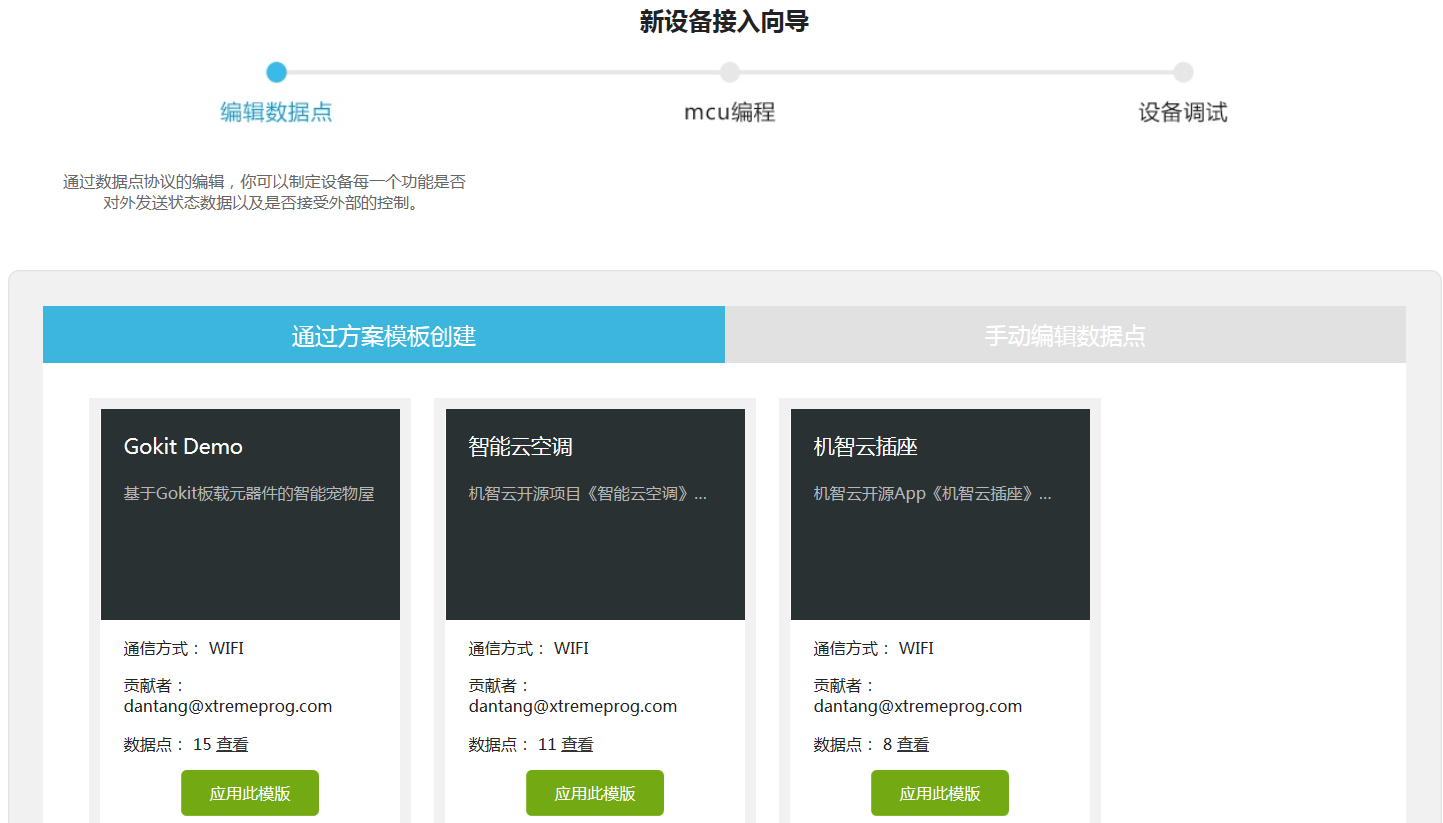 新设备接入向导
编辑数据点
mcu编程
设备调试
通过数据点协议的编辑，你可以制定设备每一个功能是否
对外发送状态数据以及是否接受外部的控制。
通过方案模板创建
手动编辑数据点
Gokit Demo
基于Gokit板载元器件的智能宠物屋
通信方式： WIFI
贡献者：
dantang@xtremeprog.com
数据点： 15 查看
应用此模版
智能云空调
机智云开源项目《智能云空调》...
通信方式： WIFI
贡献者：
dantang@xtremeprog.com
数据点： 11 查看
应用此模版
机智云插座
机智云开源App《机智云插座》...
通信方式： WIFI
贡献者：
dantang@xtremeprog.com
数据点： 8 查看
应用此模版